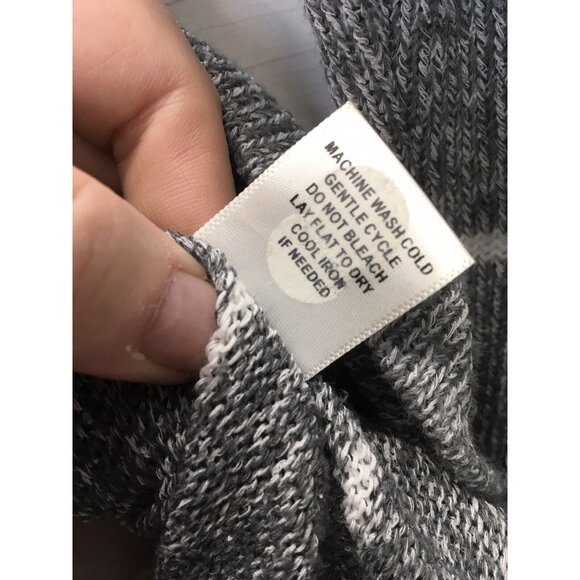 MACHINE WASH COLD
GENTLE CYCLE
DO NOT BLEACH
LAY FLAT TO DRY
COOL IRON
IF NEEDED